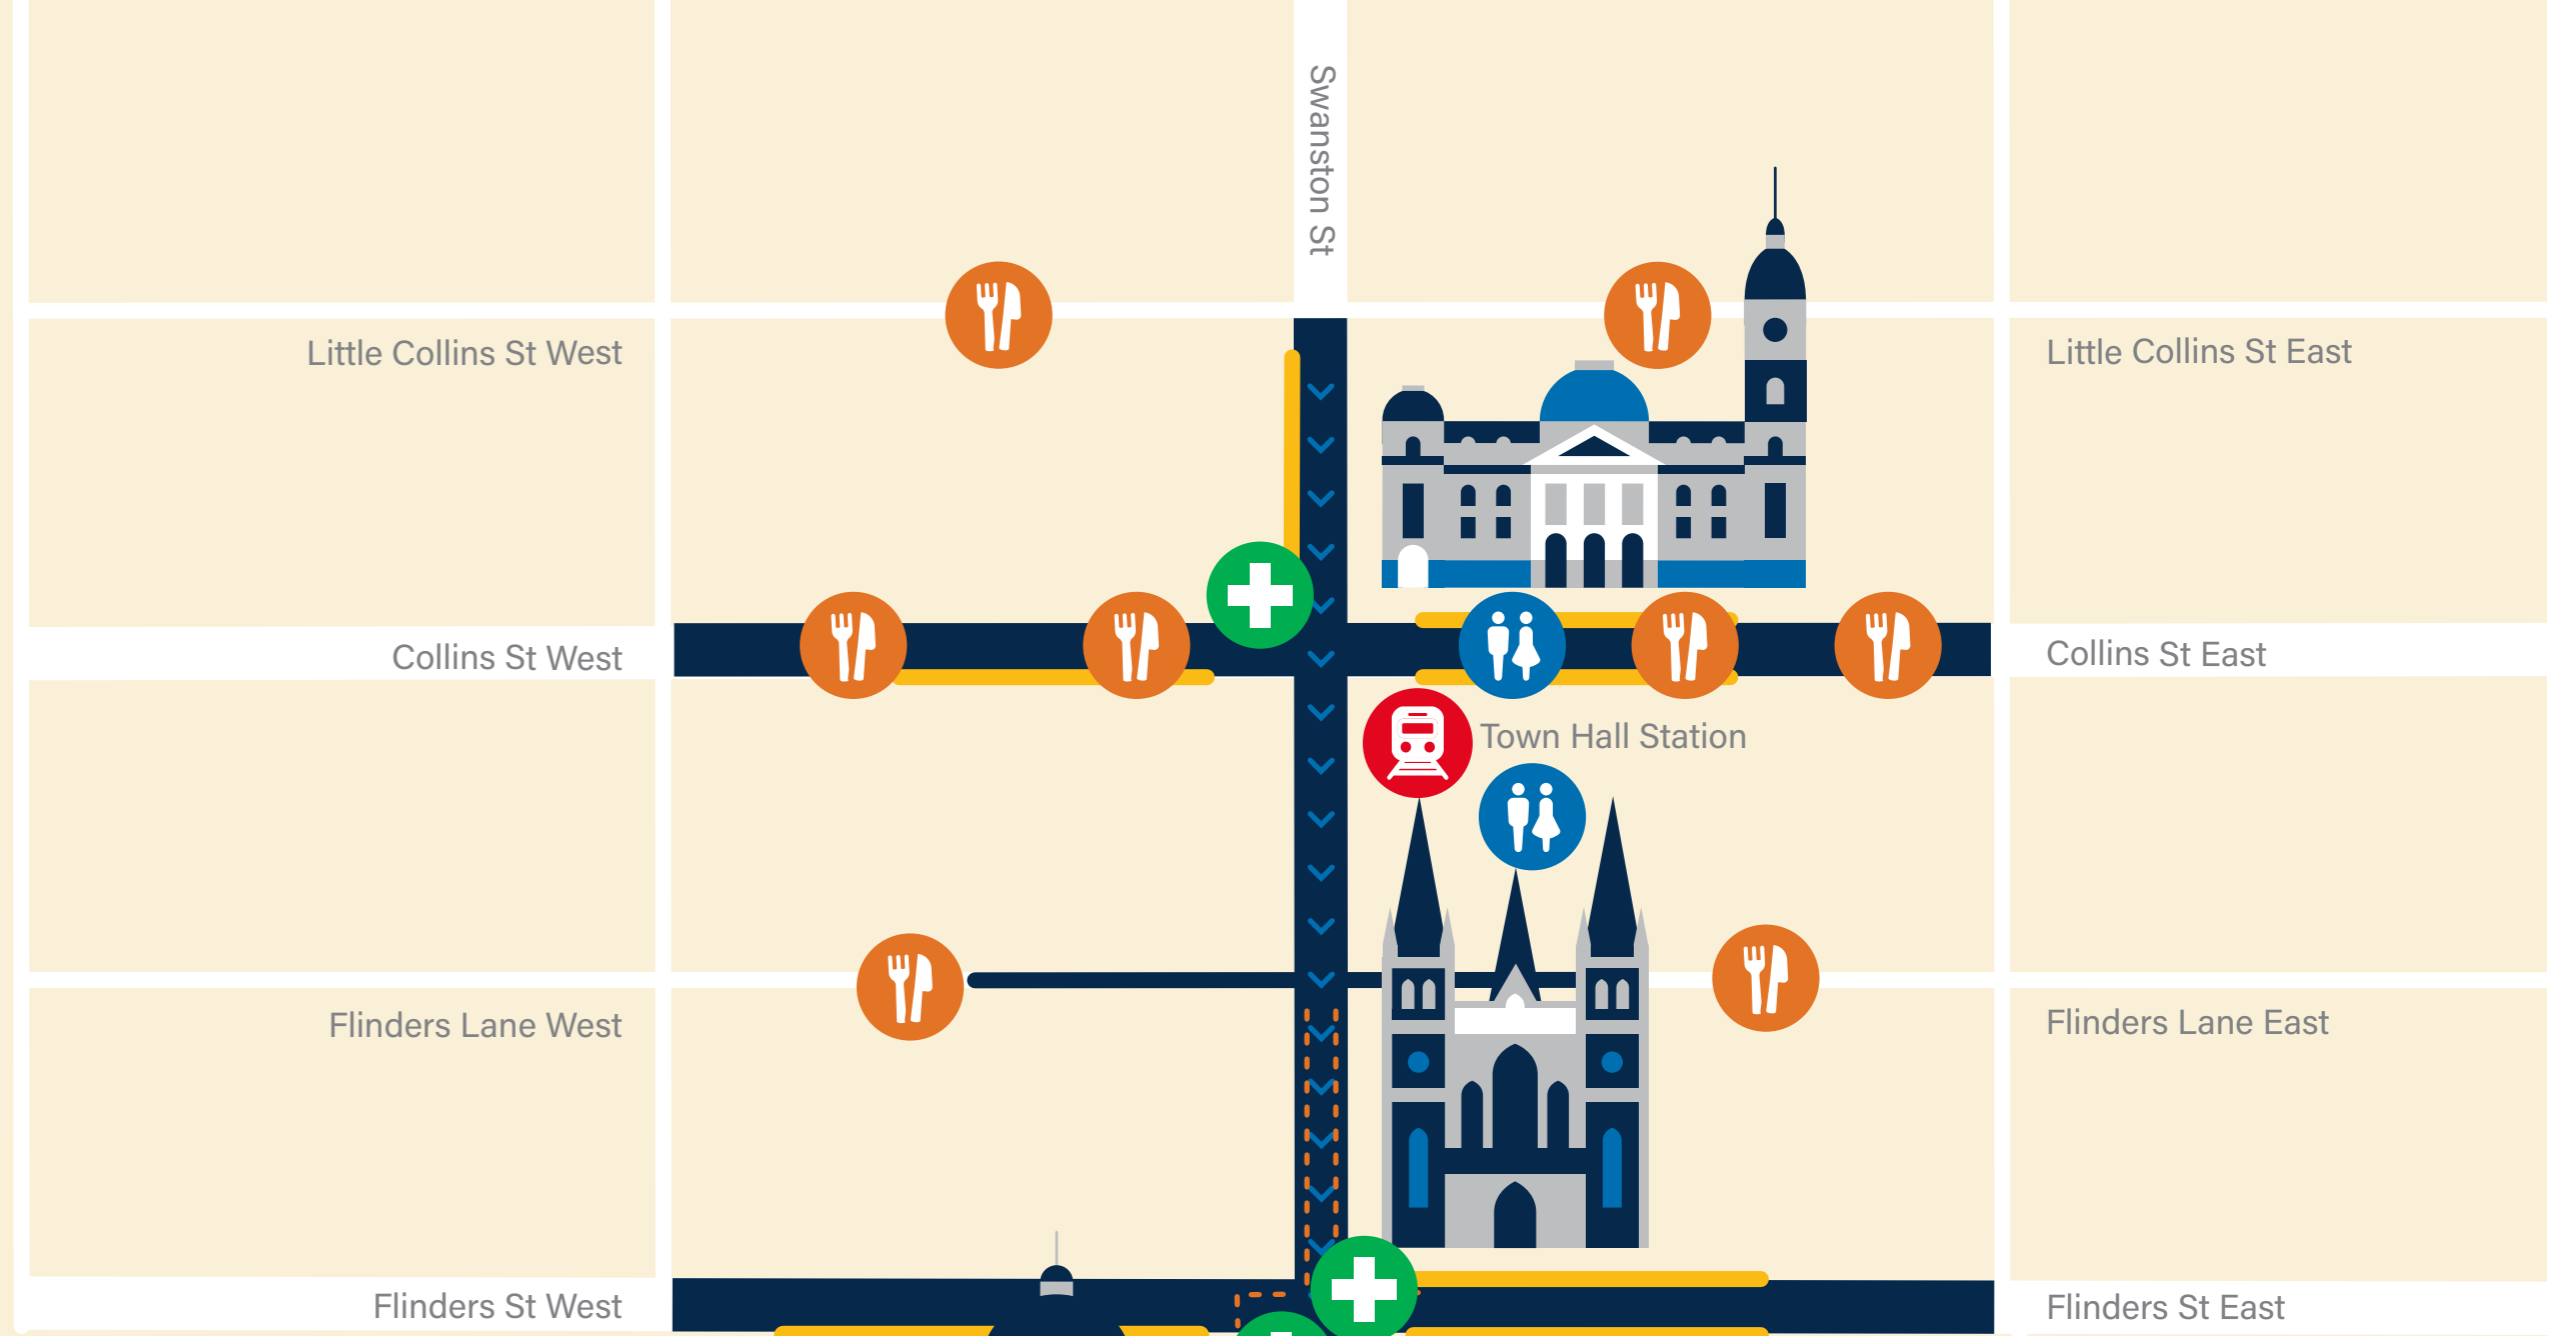 Swanston St
Little Collins St West
Little Collins St East
Collins St West
Collins St East
Town Hall Station
Flinders Lane West
Flinders Lane East
Flinders St West
Flinders St East